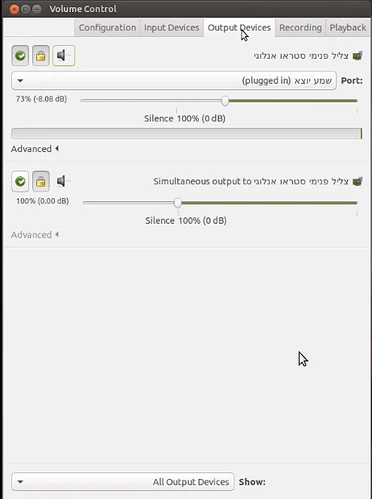 Volume Control
Configuration
Input Devices
Output Devices
Recording
Playback
צליל פנימי סטראו אנלוגי
Port:
שמע יוצא (plugged in)
73% (-8.08 dB)
Silence
100% (0 dB)
Advanced
Simultaneous output to צליל פנימי סטראו אנלוגי
100% (0.00 dB)
Silence
100% (0 dB)
Advanced
Show:
All Output Devices